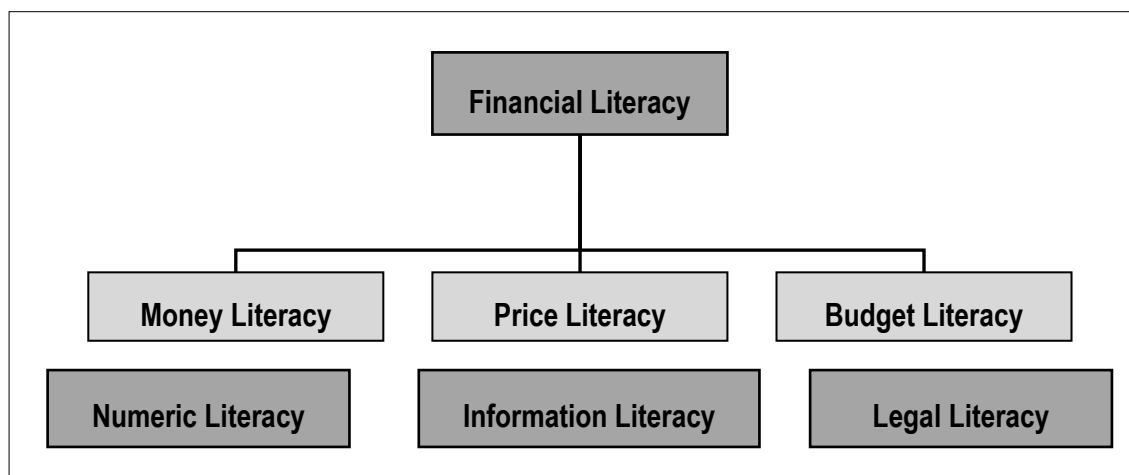 Financial Literacy
Money Literacy
Price Literacy
Budget Literacy
Numeric Literacy
Information Literacy
Legal Literacy